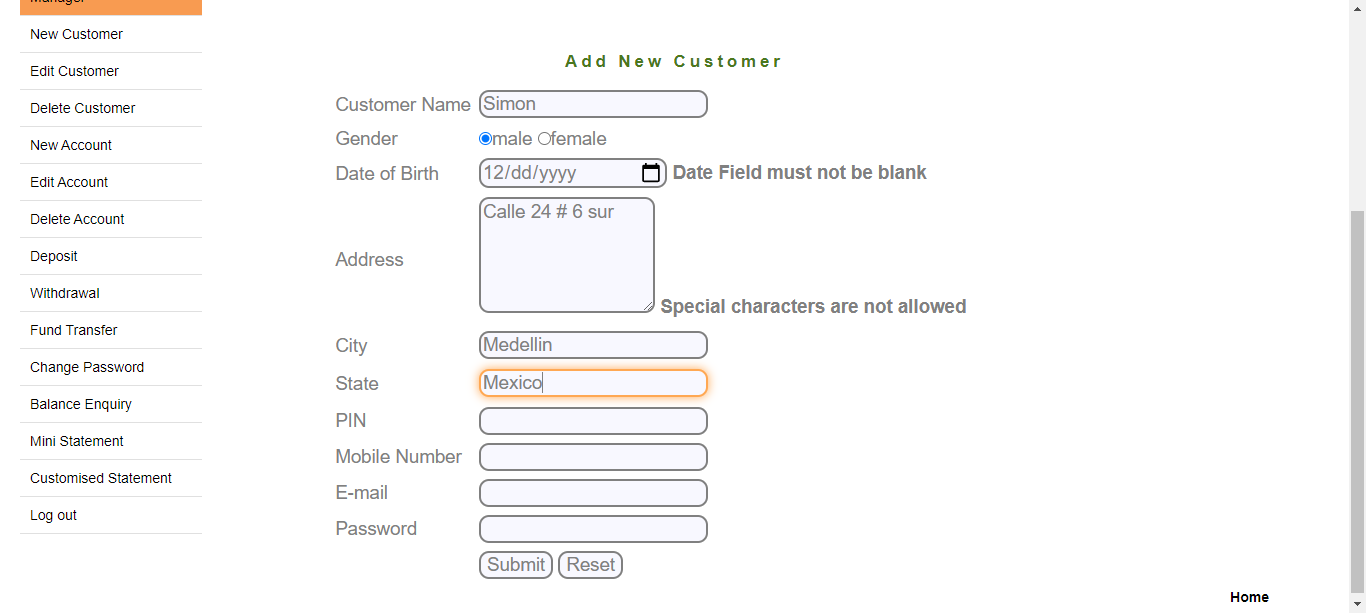 Manager
New Customer
Edit Customer
Delete Customer
New Account
Edit Account
Delete Account
Deposit
Withdrawal
Fund Transfer
Change Password
Balance Enquiry
Mini Statement
Customised Statement
Log out
Add New Customer
Customer Name Simon
Gender male female
Date of Birth 12/dd/yyyy Date Field must not be blank
Address Calle 24 # 6 sur
Special characters are not allowed
City Medellin
State Mexico
PIN
Mobile Number
E-mail
Password
Submit Reset
Home